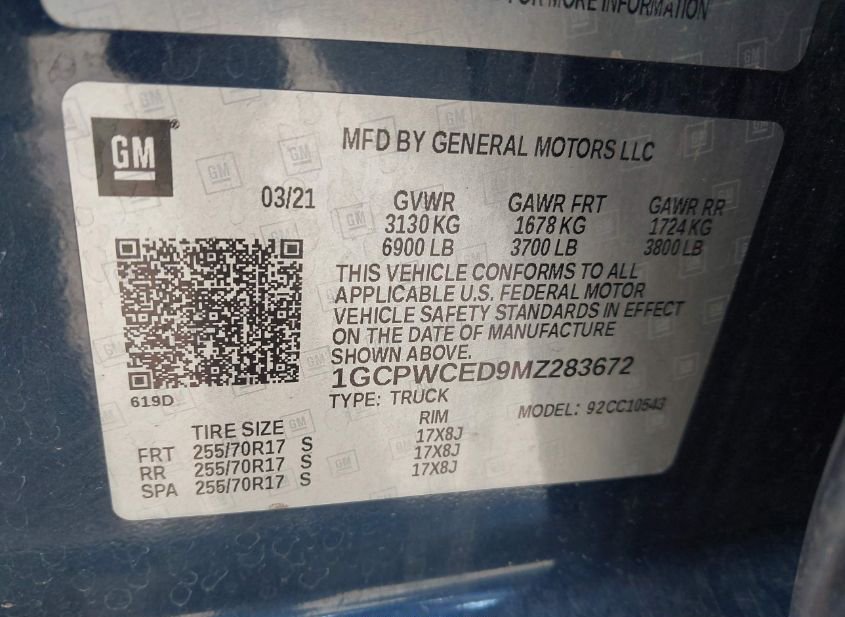 FOR MORE INFORMATION
GM®
MFD BY GENERAL MOTORS LLC
03/21
GVWR GAWR FRT GAWR RR
3130 KG 1678 KG 1724 KG
6900 LB 3700 LB 3800 LB
THIS VEHICLE CONFORMS TO ALL
APPLICABLE U.S. FEDERAL MOTOR
VEHICLE SAFETY STANDARDS IN EFFECT
ON THE DATE OF MANUFACTURE
SHOWN ABOVE.
1GCPWCED9MZ283672
619D
TYPE: TRUCK MODEL: 92CC10543
TIRE SIZE RIM
FRT 255/70R17 S 17X8J
RR 255/70R17 S 17X8J
SPA 255/70R17 S 17X8J